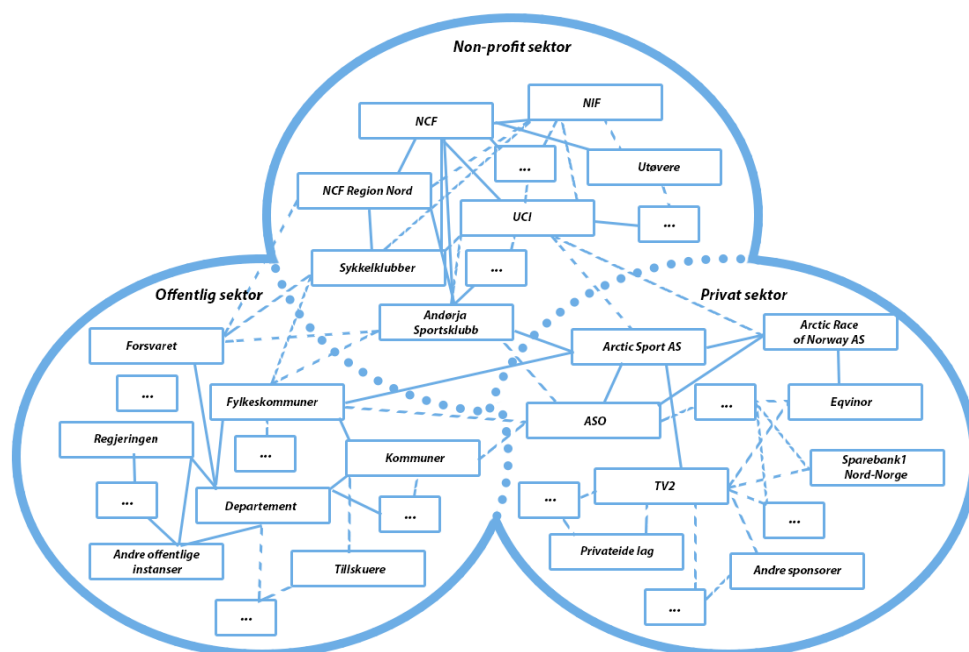 Non-profit sektor
NIF
NCF
...
Utøvere
NCF Region Nord
UCI
...
Sykkelklubber
...
Offentlig sektor
Privat sektor
Andørja
Sportsklubb
Arctic Race
of Norway AS
Forsvaret
Arctic Sport AS
...
Fylkeskommuner
...
Eqvinor
ASO
Regjeringen
...
Kommuner
Sparebank1
Nord-Norge
TV2
...
Departement
...
...
...
Privateide lag
Andre offentlige
instanser
Tillskuere
Andre sponsorer
...
...